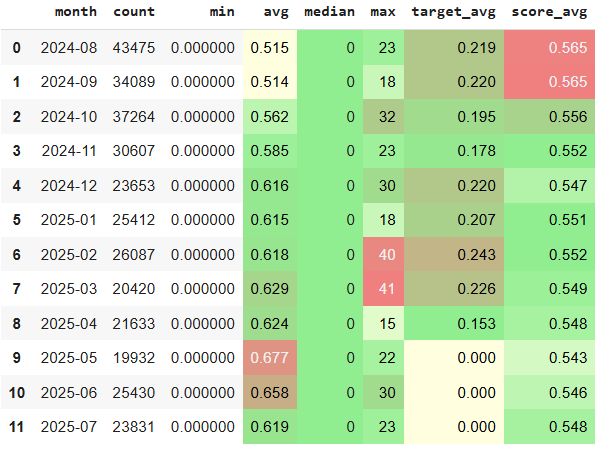 month count min avg median max target_avg score_avg
0 2024-08 43475 0.000000 0.515 0 23 0.219 0.565
1 2024-09 34089 0.000000 0.514 0 18 0.220 0.565
2 2024-10 37264 0.000000 0.562 0 32 0.195 0.556
3 2024-11 30607 0.000000 0.585 0 23 0.178 0.552
4 2024-12 23653 0.000000 0.616 0 30 0.220 0.547
5 2025-01 25412 0.000000 0.615 0 18 0.207 0.551
6 2025-02 26087 0.000000 0.618 0 40 0.243 0.552
7 2025-03 20420 0.000000 0.629 0 41 0.226 0.549
8 2025-04 21633 0.000000 0.624 0 15 0.153 0.548
9 2025-05 19932 0.000000 0.677 0 22 0.000 0.543
10 2025-06 25430 0.000000 0.658 0 30 0.000 0.546
11 2025-07 23831 0.000000 0.619 0 23 0.000 0.548